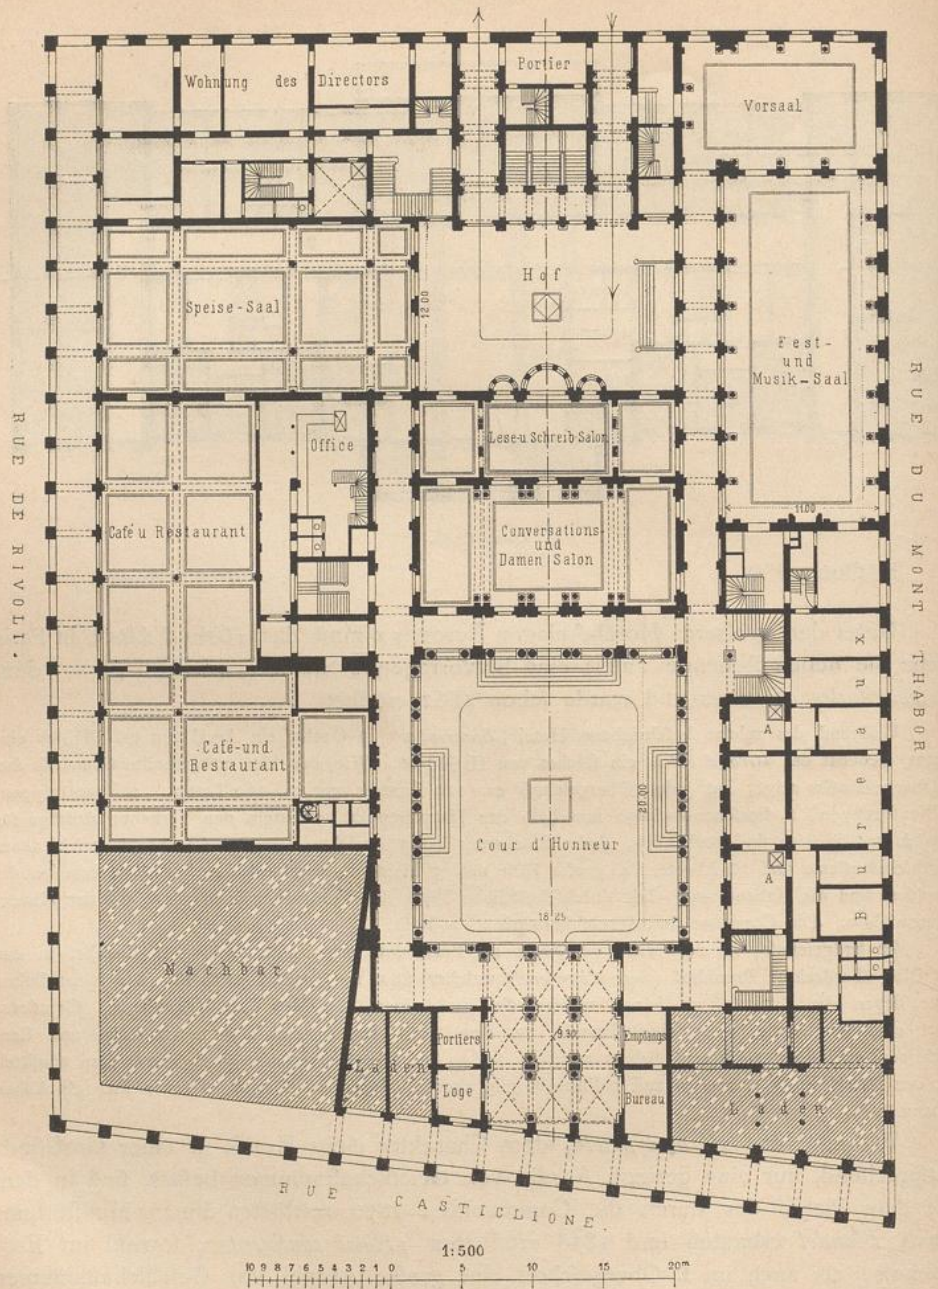 Wohnung des Directors
Portier
Vorsaal
Hof
Speise-Saal
12.00
Fest-
und
Musik-Saal
RUE DE RIVOLI.
RUE DU MONT THABOR
Office
Lese-u. Schreib-Salon
Café u Restaurant
Conversations-
und
Damen Salon
11.00
A
Café-und
Restaurant
20.00
Cour d'Honneur
A
Bureaux
18.25
Nachbar
Portiers
9.30
Empfangs
Laden
Loge
Bureau
Laden
RUE CASTIGLIONE.
1:500
10 9 8 7 6 5 4 3 2 1 0 5 10 15 20m